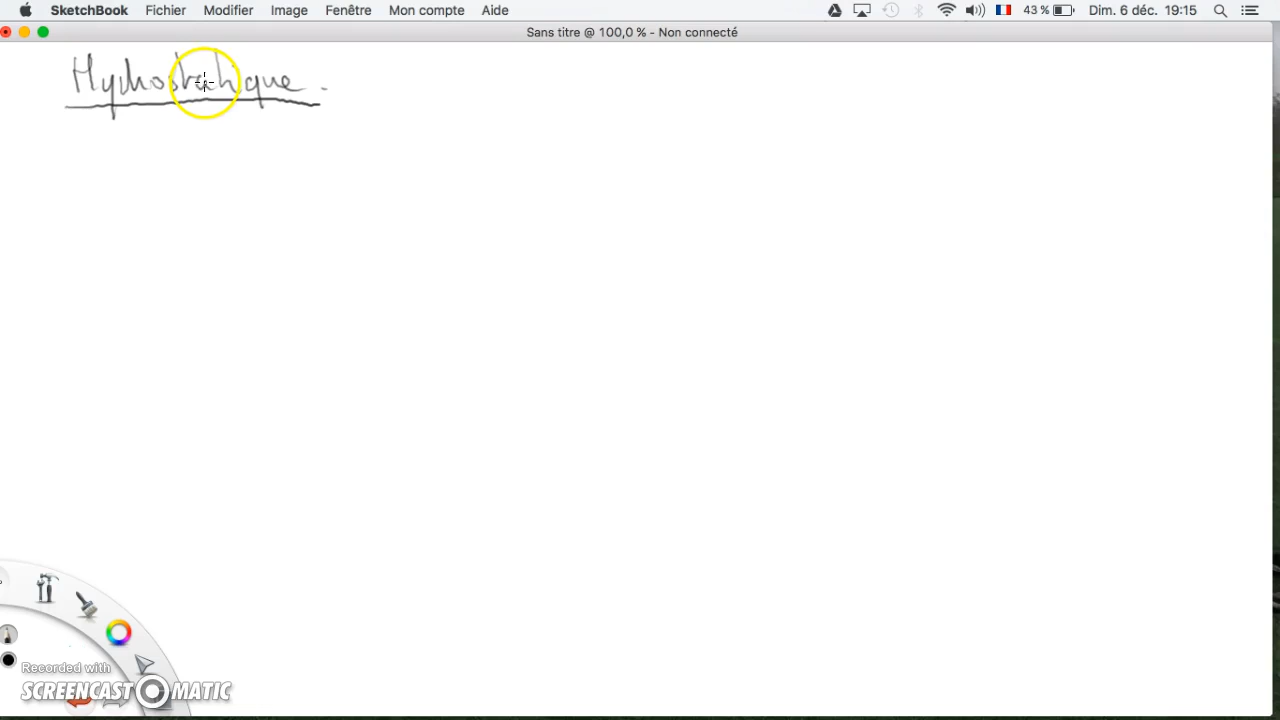 SketchBook Fichier Modifier Image Fenêtre Mon compte Aide 43 % Dim. 6 déc. 19:15
Sans titre @ 100,0 % - Non connecté
Hydrostatique.
Recorded with
SCREENCAST MATIC